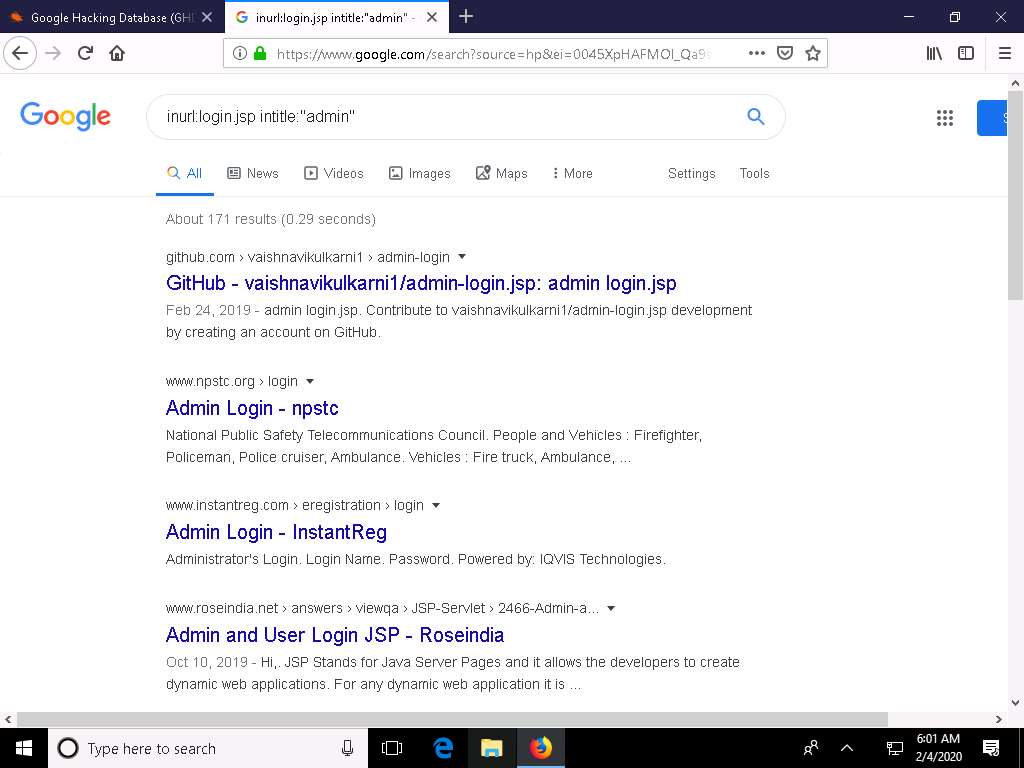 Google Hacking Database (GHD
inurl:login.jsp intitle:"admin" -
https://www.google.com/search?source=hp&ei=0045XpHAFMOI_Qa9
Google
inurl:login.jsp intitle:"admin"
All
News
Videos
Images
Maps
More
Settings
Tools
About 171 results (0.29 seconds)
github.com › vaishnavikulkarni1 › admin-login
GitHub - vaishnavikulkarni1/admin-login.jsp: admin login.jsp
Feb 24, 2019 - admin login.jsp. Contribute to vaishnavikulkarni1/admin-login.jsp development
by creating an account on GitHub.
www.npstc.org › login
Admin Login - npstc
National Public Safety Telecommunications Council. People and Vehicles : Firefighter,
Policeman, Police cruiser, Ambulance. Vehicles : Fire truck, Ambulance, ...
www.instantreg.com › eregistration › login
Admin Login - InstantReg
Administrator's Login. Login Name. Password. Powered by: IQVIS Technologies.
www.roseindia.net › answers › viewqa › JSP-Servlet › 2466-Admin-a...
Admin and User Login JSP - Roseindia
Oct 10, 2019 - Hi,. JSP Stands for Java Server Pages and it allows the developers to create
dynamic web applications. For any dynamic web application it is ...
Type here to search
6:01 AM
2/4/2020